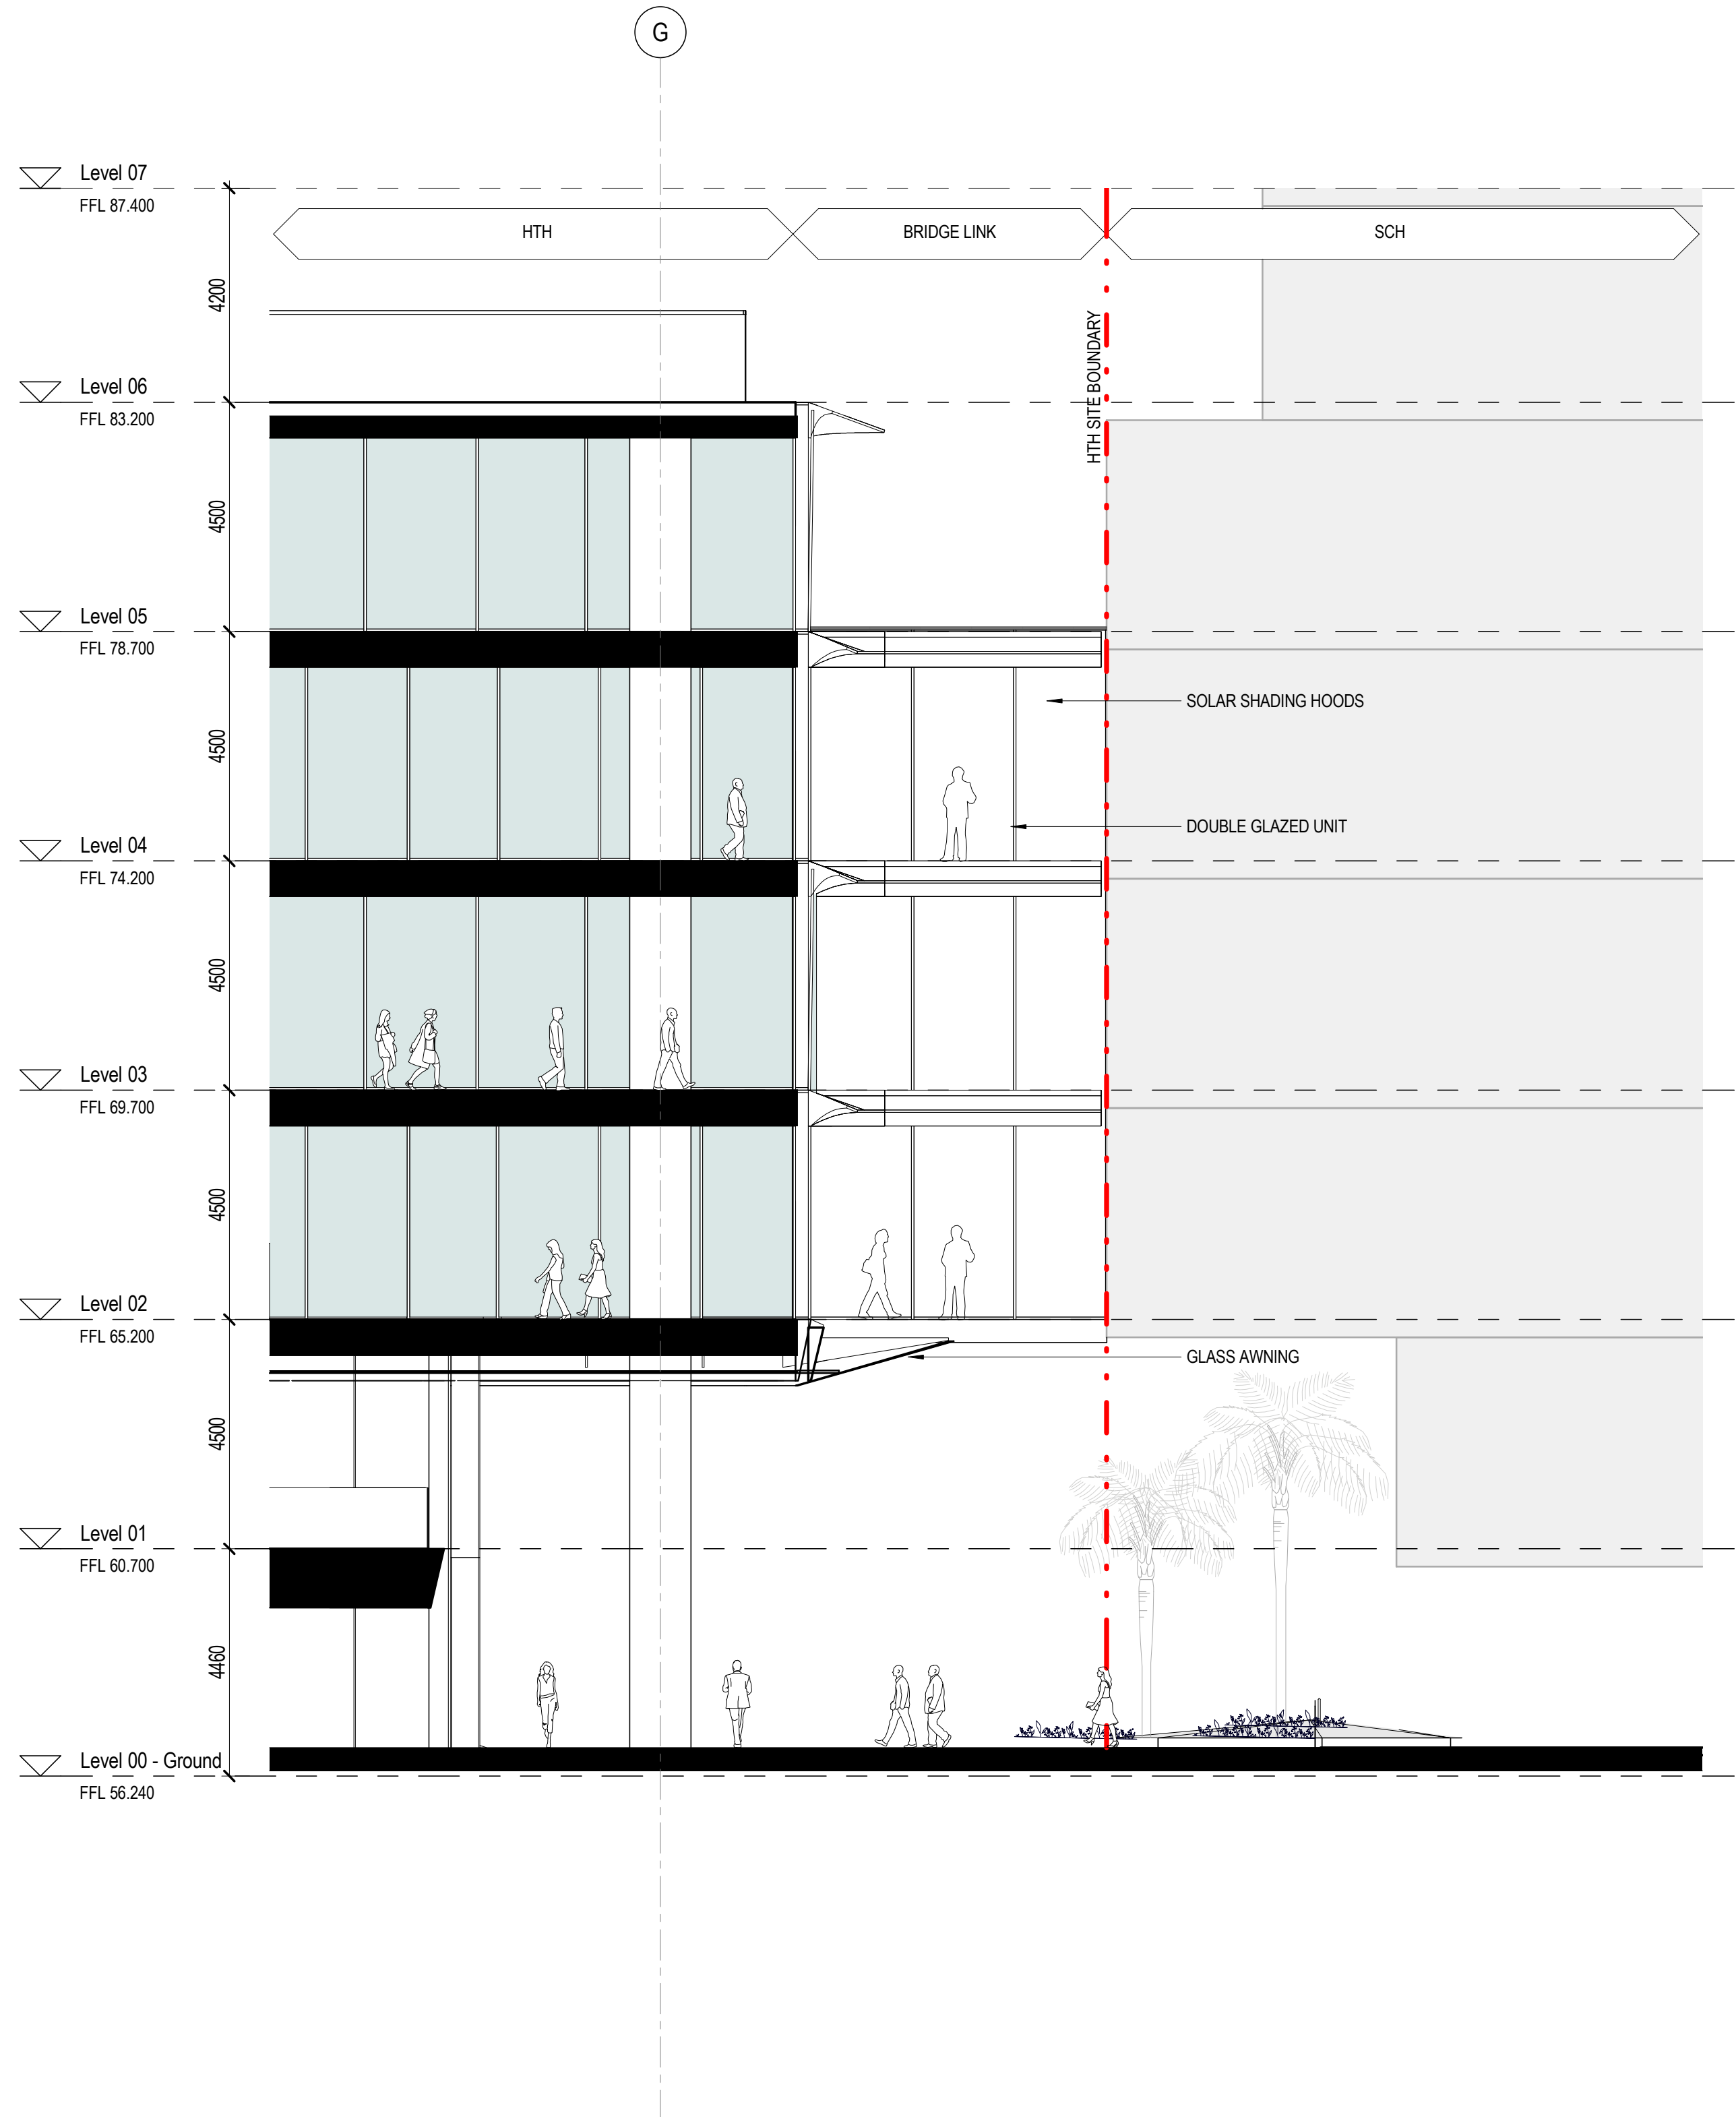 G
Level 07
FFL 87.400
HTH
BRIDGE LINK
SCH
4200
HTH SITE BOUNDARY
Level 06
FFL 83.200
4500
Level 05
FFL 78.700
SOLAR SHADING HOODS
4500
DOUBLE GLAZED UNIT
Level 04
FFL 74.200
4500
Level 03
FFL 69.700
4500
Level 02
FFL 65.200
GLASS AWNING
4500
Level 01
FFL 60.700
4460
Level 00 - Ground
FFL 56.240